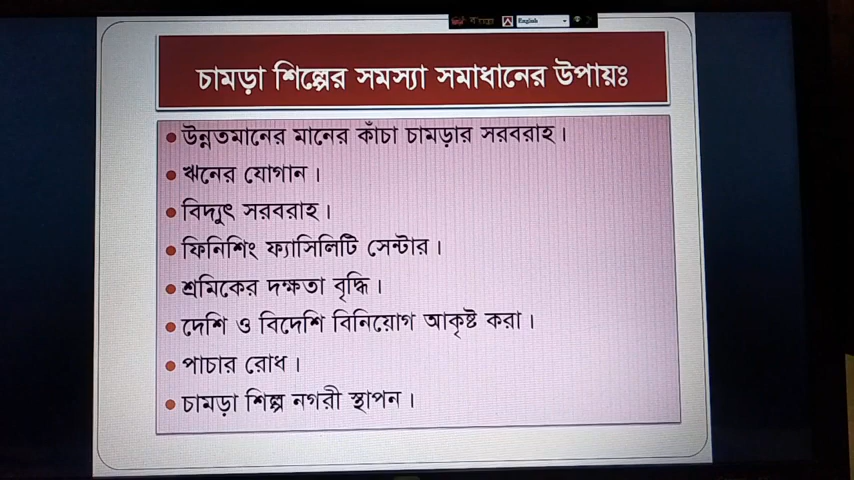 English
চামড়া শিল্পের সমস্যা সমাধানের উপায়ঃ
উন্নতমানের মানের কাঁচা চামড়ার সরবরাহ।
ঋনের যোগান।
বিদ্যুৎ সরবরাহ।
ফিনিশিং ফ্যাসিলিটি সেন্টার।
শ্রমিকের দক্ষতা বৃদ্ধি।
দেশি ও বিদেশি বিনিয়োগ আকৃষ্ট করা।
পাচার রোধ।
চামড়া শিল্প নগরী স্থাপন।